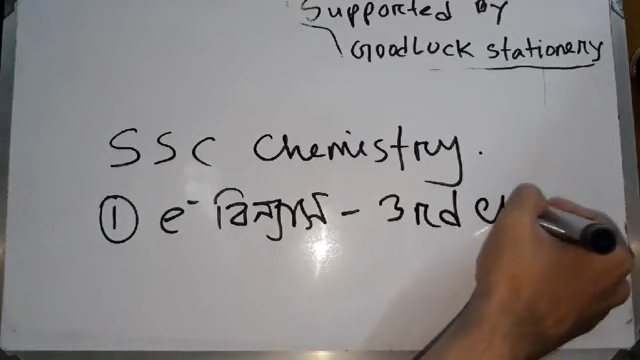 Supported By
Goodluck stationery
SSC Chemistry.
① e⁻ বিন্যাস - 3rd